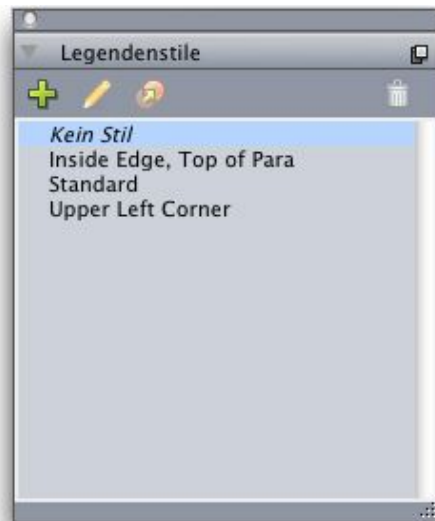 Legendenstile
Kein Stil
Inside Edge, Top of Para
Standard
Upper Left Corner